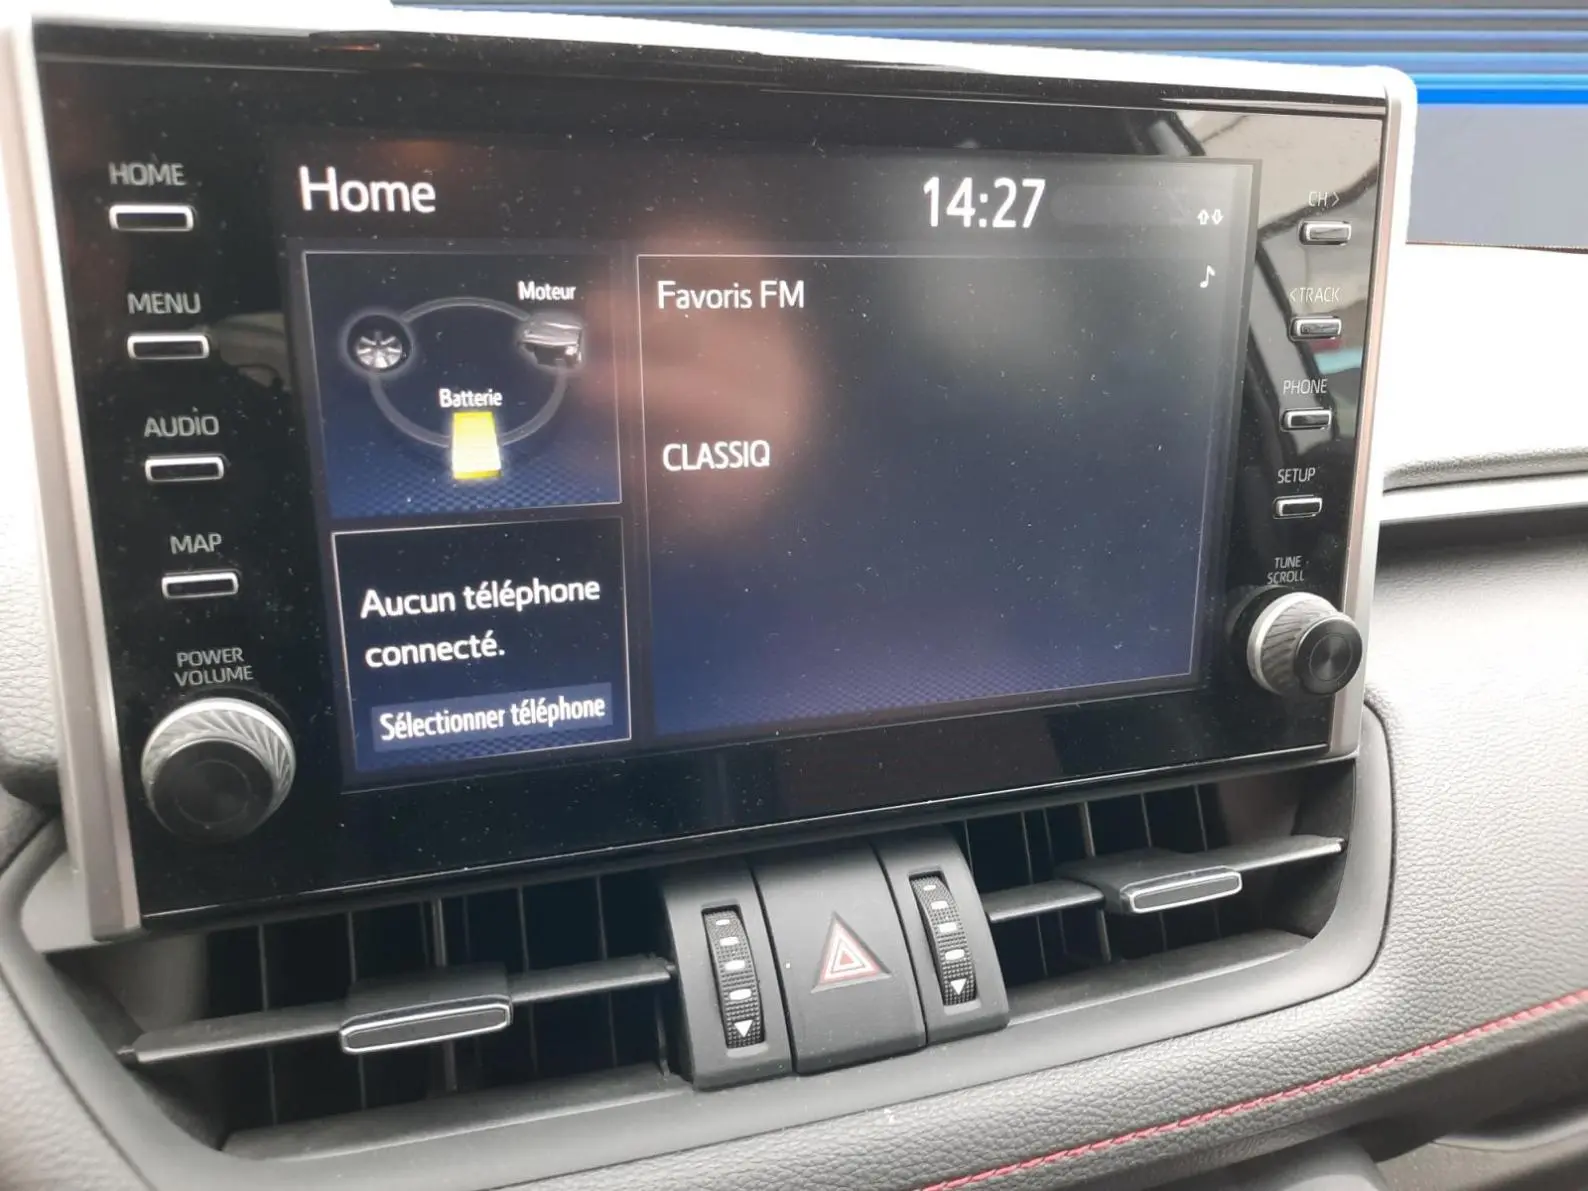 HOME
MENU
AUDIO
MAP
POWER
VOLUME
Home
14:27
Moteur
Batterie
Favoris FM
CLASSIQ
Aucun téléphone
connecté.
Sélectionner téléphone
CH >
< TRACK
PHONE
SETUP
TUNE
SCROLL